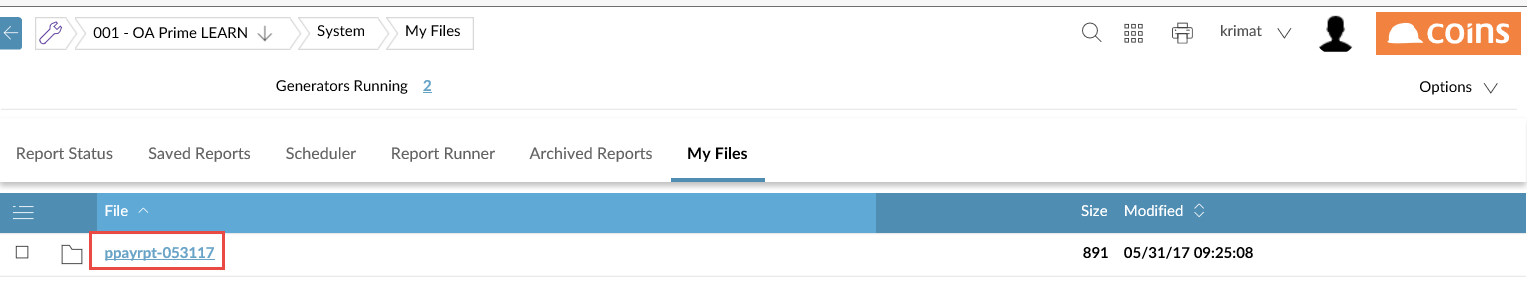 001 - OA Prime LEARN System My Files krimat coins
Generators Running 2 Options
Report Status Saved Reports Scheduler Report Runner Archived Reports My Files
File Size Modified
ppayrpt-053117 891 05/31/17 09:25:08